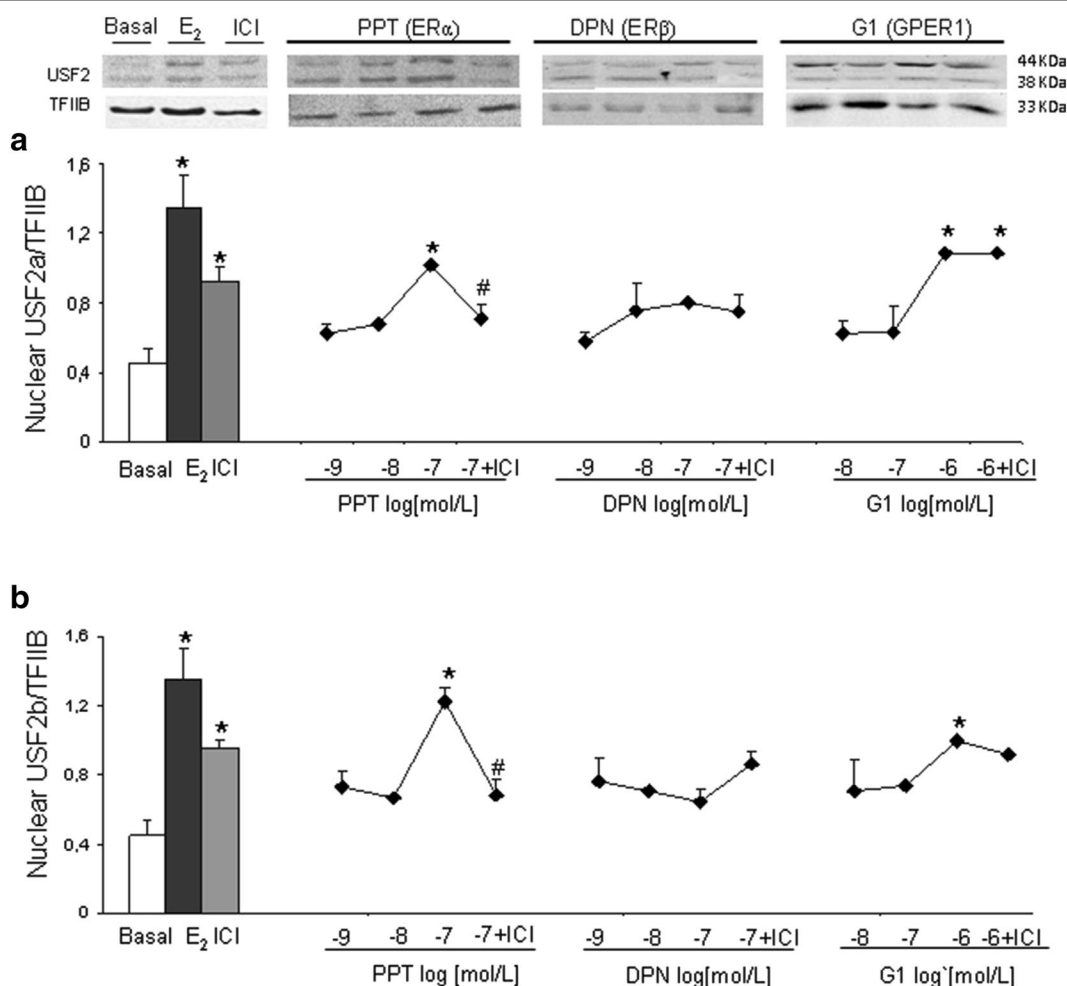 Basal E2 ICI PPT (ERα) DPN (ERβ) G1 (GPER1)
USF2 44KDa
38 KDa
TFIIB 33 KDa
a
Nuclear USF2a/TFIIB
1,6
1,2
0,8
0,4
0
* * * # * *
Basal E2 ICI -9 -8 -7 -7+ICI -9 -8 -7 -7+ICI -8 -7 -6 -6+ICI
PPT log[mol/L] DPN log[mol/L] G1 log[mol/L]
b
Nuclear USF2b/TFIIB
1,6
1,2
0,8
0,4
0
* * * # *
Basal E2 ICI -9 -8 -7 -7+ICI -9 -8 -7 -7+ICI -8 -7 -6 -6+ICI
PPT log [mol/L] DPN log[mol/L] G1 log`[mol/L]